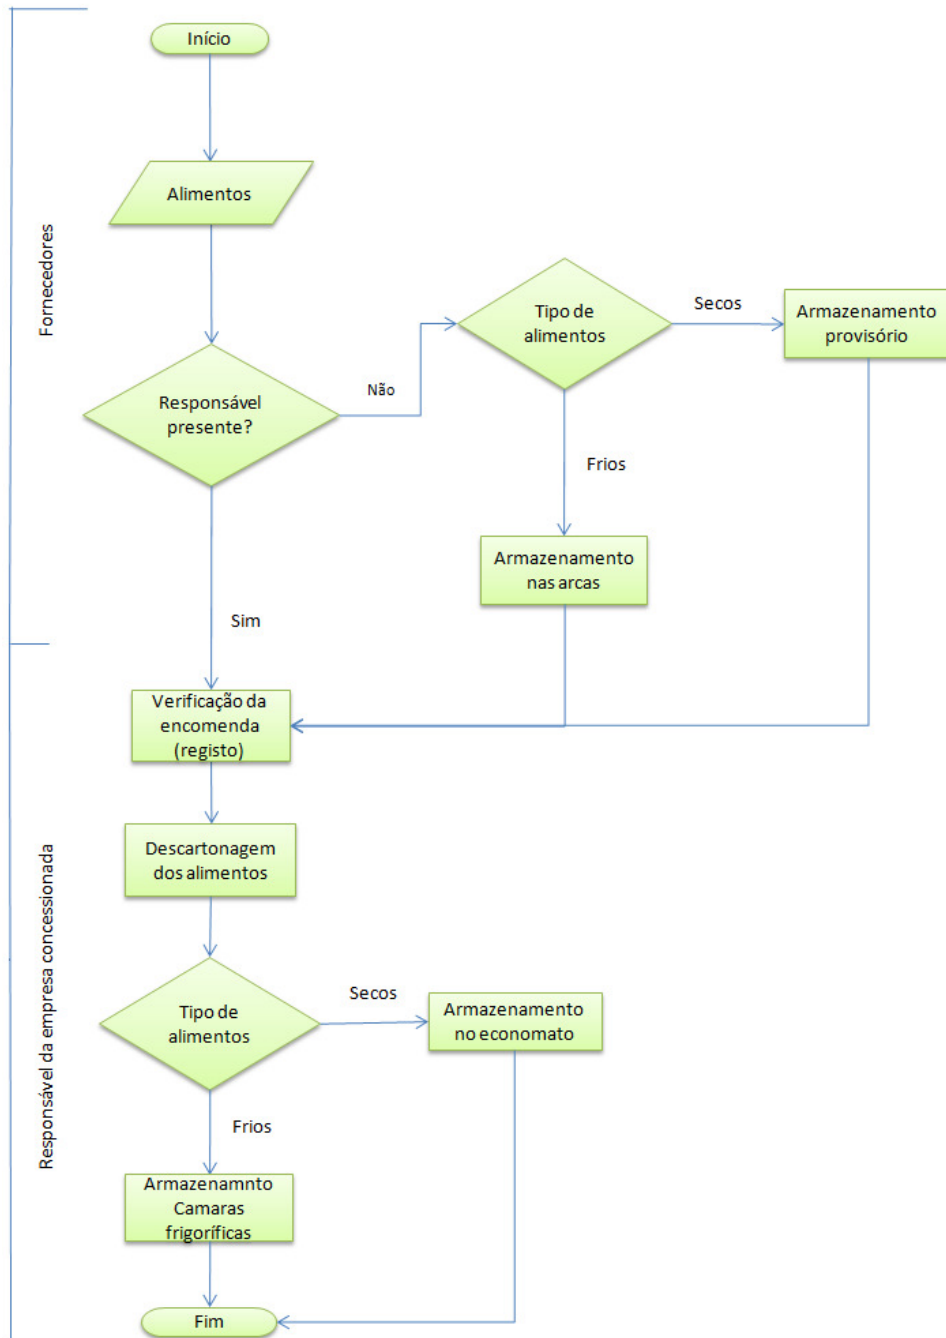 Início
Alimentos
Fornecedores
Tipo de
alimentos
Secos
Armazenamento
provisório
Responsável
presente?
Não
Frios
Armazenamento
nas arcas
Sim
Verificação da
encomenda
(registo)
Descartonagem
dos alimentos
Responsável da empresa concessionada
Tipo de
alimentos
Secos
Armazenamento
no economato
Frios
Armazenamnto
Camaras
frigoríficas
Fim